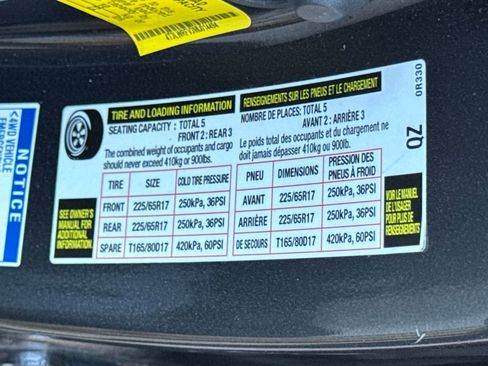 <4WD VEHICLE
NOTICE
TIRE AND LOADING INFORMATION
SEATING CAPACITY : TOTAL 5
FRONT 2 : REAR 3
The combined weight of occupants and cargo
should never exceed 410kg or 900lbs.
TIRE SIZE COLD TIRE PRESSURE
FRONT 225/65R17 250kPa, 36PSI
REAR 225/65R17 250kPa, 36PSI
SPARE T165/80D17 420kPa, 60PSI
SEE OWNER'S
MANUAL FOR
ADDITIONAL
INFORMATION
RENSEIGNEMENTS SUR LES PNEUS ET LE CHARGEMENT
NOMBRE DE PLACES: TOTAL 5
AVANT 2 : ARRIÈRE 3
Le poids total des occupants et du chargement ne
doit jamais dépasser 410kg ou 900lb.
PNEU DIMENSIONS PRESSION DES
PNEUS À FROID
AVANT 225/65R17 250kPa, 36PSI
ARRIÈRE 225/65R17 250kPa, 36PSI
DE SECOURS T165/80D17 420kPa, 60PSI
VOIR LE MANUEL
DE L'USAGER
POUR PLUS DE
RENSEIGNEMENTS
QZ
0R330